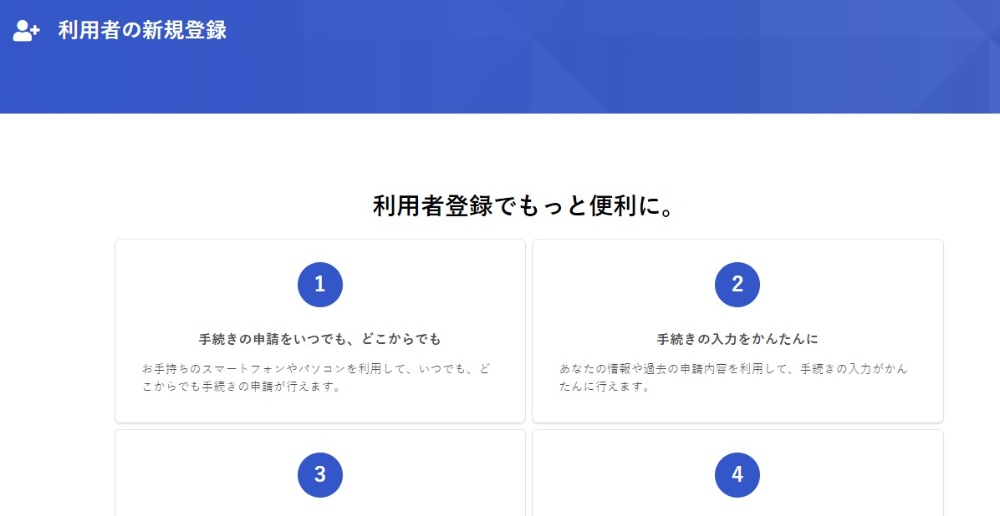 利用者の新規登録
利用者登録でもっと便利に。
1
手続きの申請をいつでも、どこからでも
お手持ちのスマートフォンやパソコンを利用して、いつでも、ど
こからでも手続きの申請が行えます。
2
手続きの入力をかんたんに
あなたの情報や過去の申請内容を利用して、手続きの入力がかん
たんに行えます。
3
4